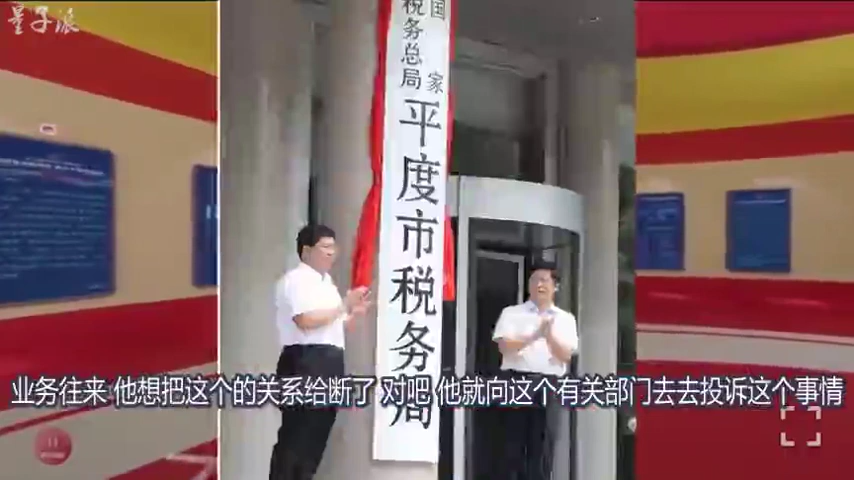 量子派
国家
税务总局
平度市税务局
业务往来 他想把这个的关系给断了 对吧 他就向这个有关部门去去投诉这个事情